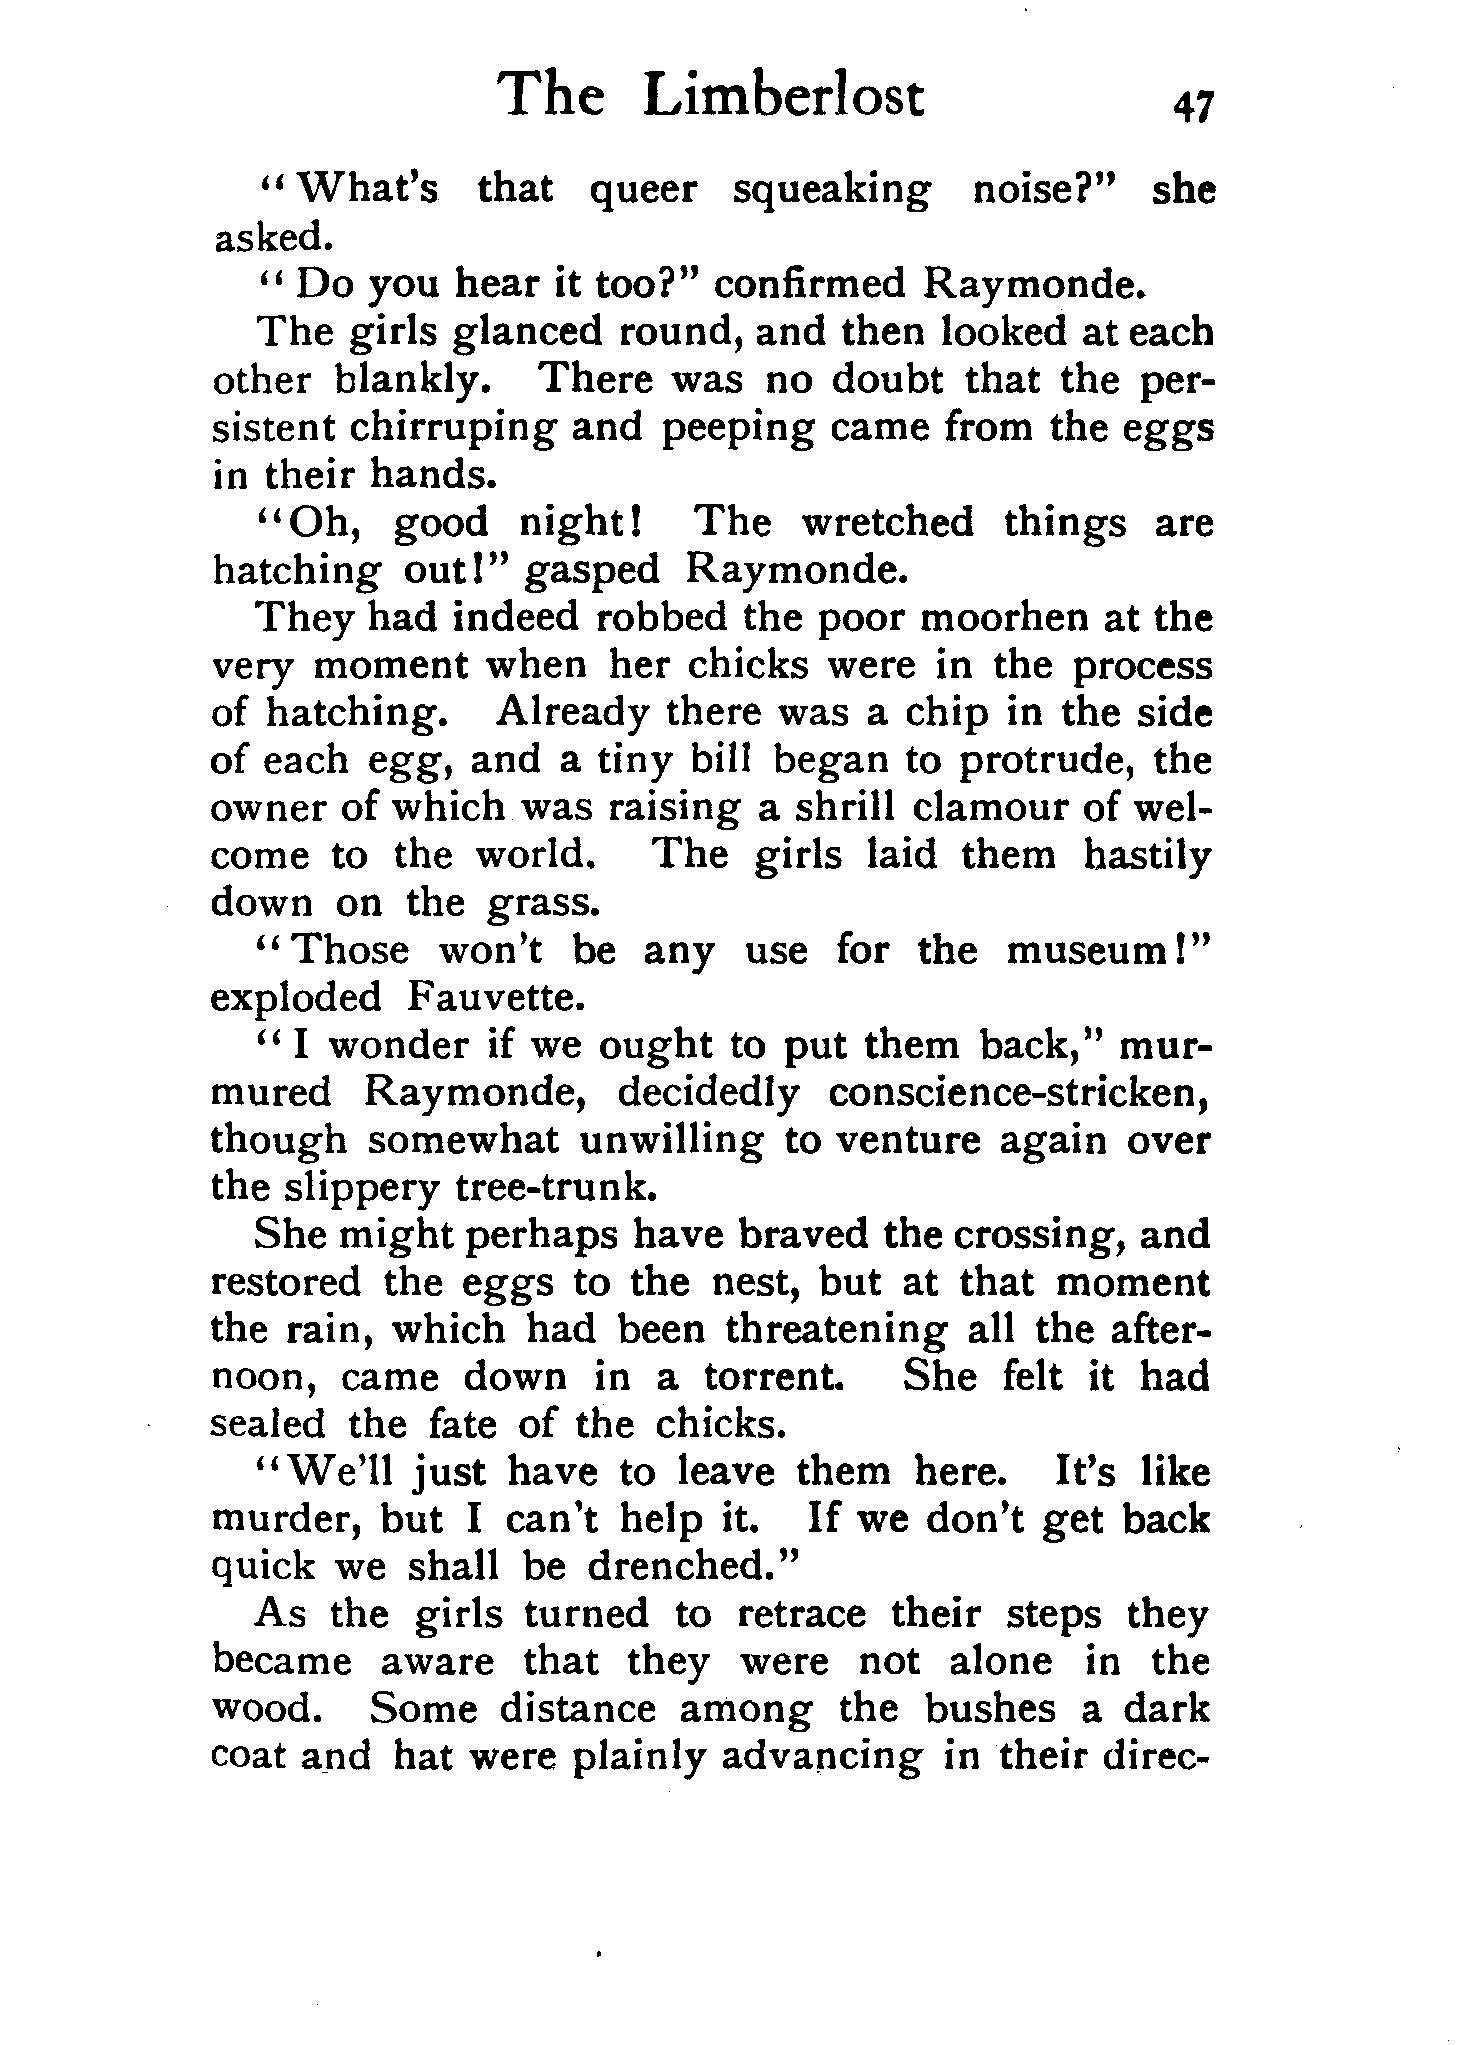 The Limberlost 47
"What's that queer squeaking noise?" she
asked.
"Do you hear it too?" confirmed Raymonde.
The girls glanced round, and then looked at each
other blankly. There was no doubt that the per-
sistent chirruping and peeping came from the eggs
in their hands.
"Oh, good night! The wretched things are
hatching out!" gasped Raymonde.
They had indeed robbed the poor moorhen at the
very moment when her chicks were in the process
of hatching. Already there was a chip in the side
of each egg, and a tiny bill began to protrude, the
owner of which was raising a shrill clamour of wel-
come to the world. The girls laid them hastily
down on the grass.
"Those won't be any use for the museum!"
exploded Fauvette.
"I wonder if we ought to put them back," mur-
mured Raymonde, decidedly conscience-stricken,
though somewhat unwilling to venture again over
the slippery tree-trunk.
She might perhaps have braved the crossing, and
restored the eggs to the nest, but at that moment
the rain, which had been threatening all the after-
noon, came down in a torrent. She felt it had
sealed the fate of the chicks.
"We'll just have to leave them here. It's like
murder, but I can't help it. If we don't get back
quick we shall be drenched."
As the girls turned to retrace their steps they
became aware that they were not alone in the
wood. Some distance among the bushes a dark
coat and hat were plainly advancing in their direc-